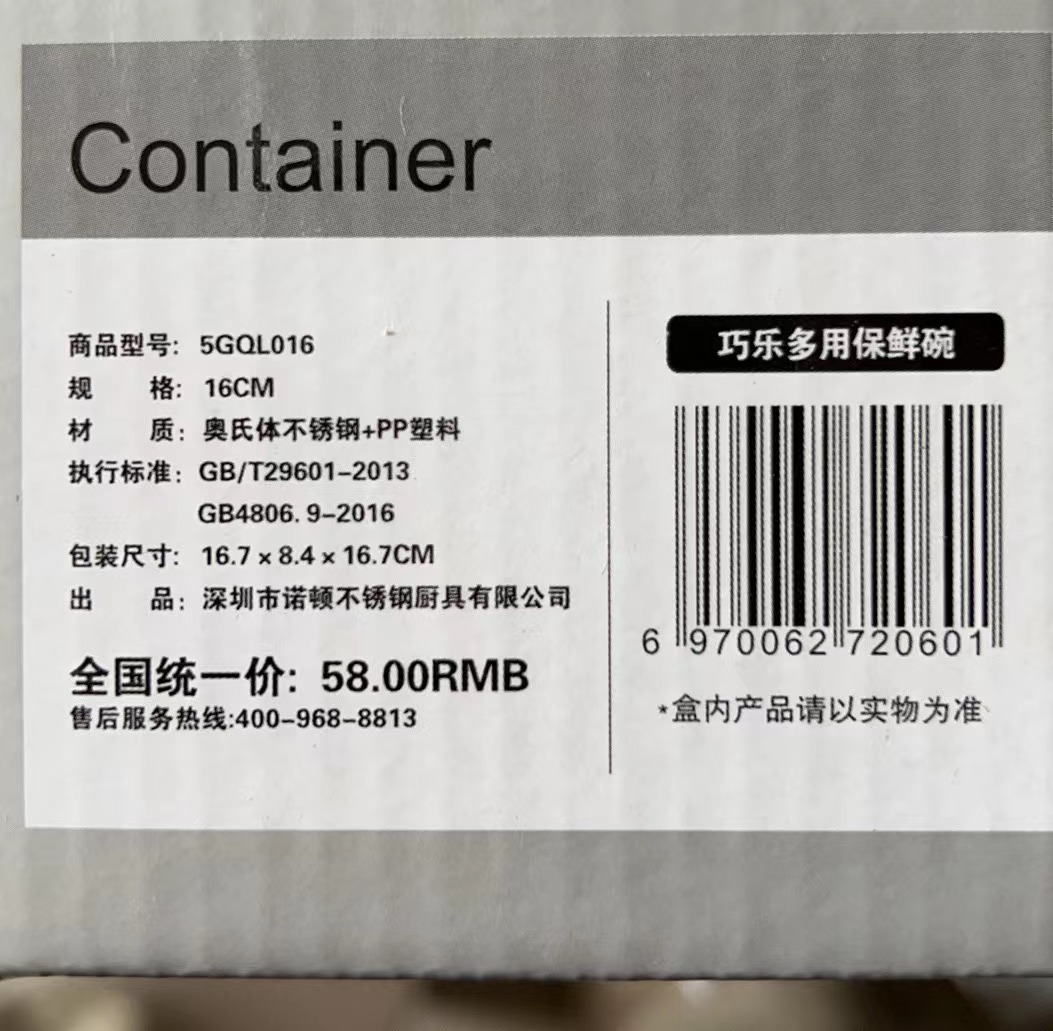 Container
商品型号: 5GQL016
规 格: 16CM
材 质: 奥氏体不锈钢+PP塑料
执行标准: GB/T29601-2013
GB4806.9-2016
包装尺寸: 16.7 x 8.4 x 16.7CM
出 品: 深圳市诺顿不锈钢厨具有限公司
全国统一价: 58.00RMB
售后服务热线:400-968-8813
巧乐多用保鲜碗
6 970062 720601
*盒内产品请以实物为准